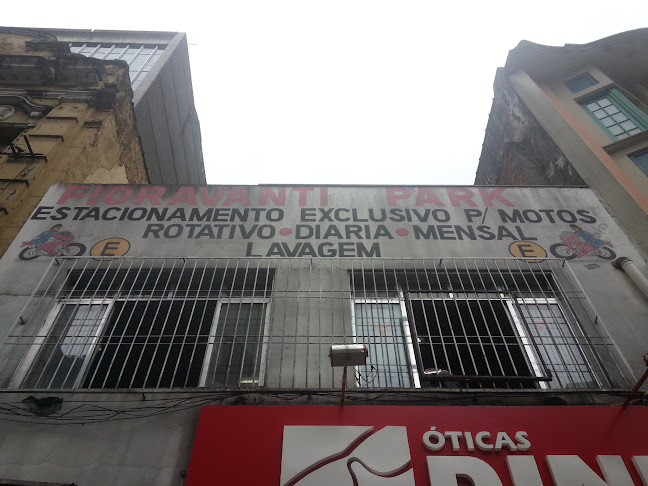 FIORAVANTI PARK
ESTACIONAMENTO EXCLUSIVO P/ MOTOS
ROTATIVO • DIARIA • MENSAL
E LAVAGEM E
ÓTICAS